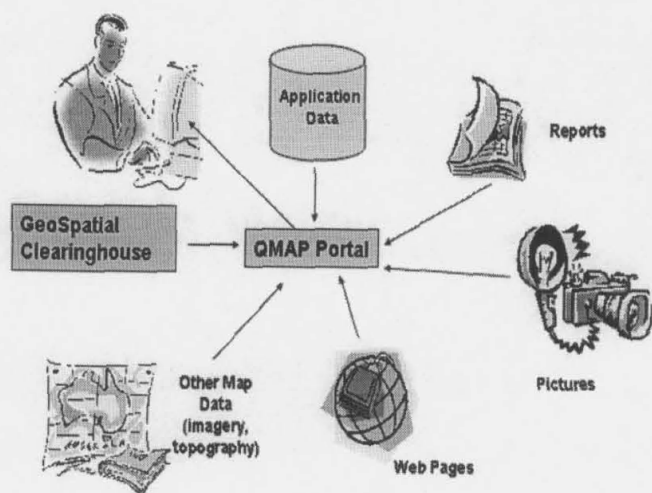 Application
Data
Reports
GeoSpatial
Clearinghouse
QMAP Portal
Other Map
Data
(imagery,
topography)
Web Pages
Pictures